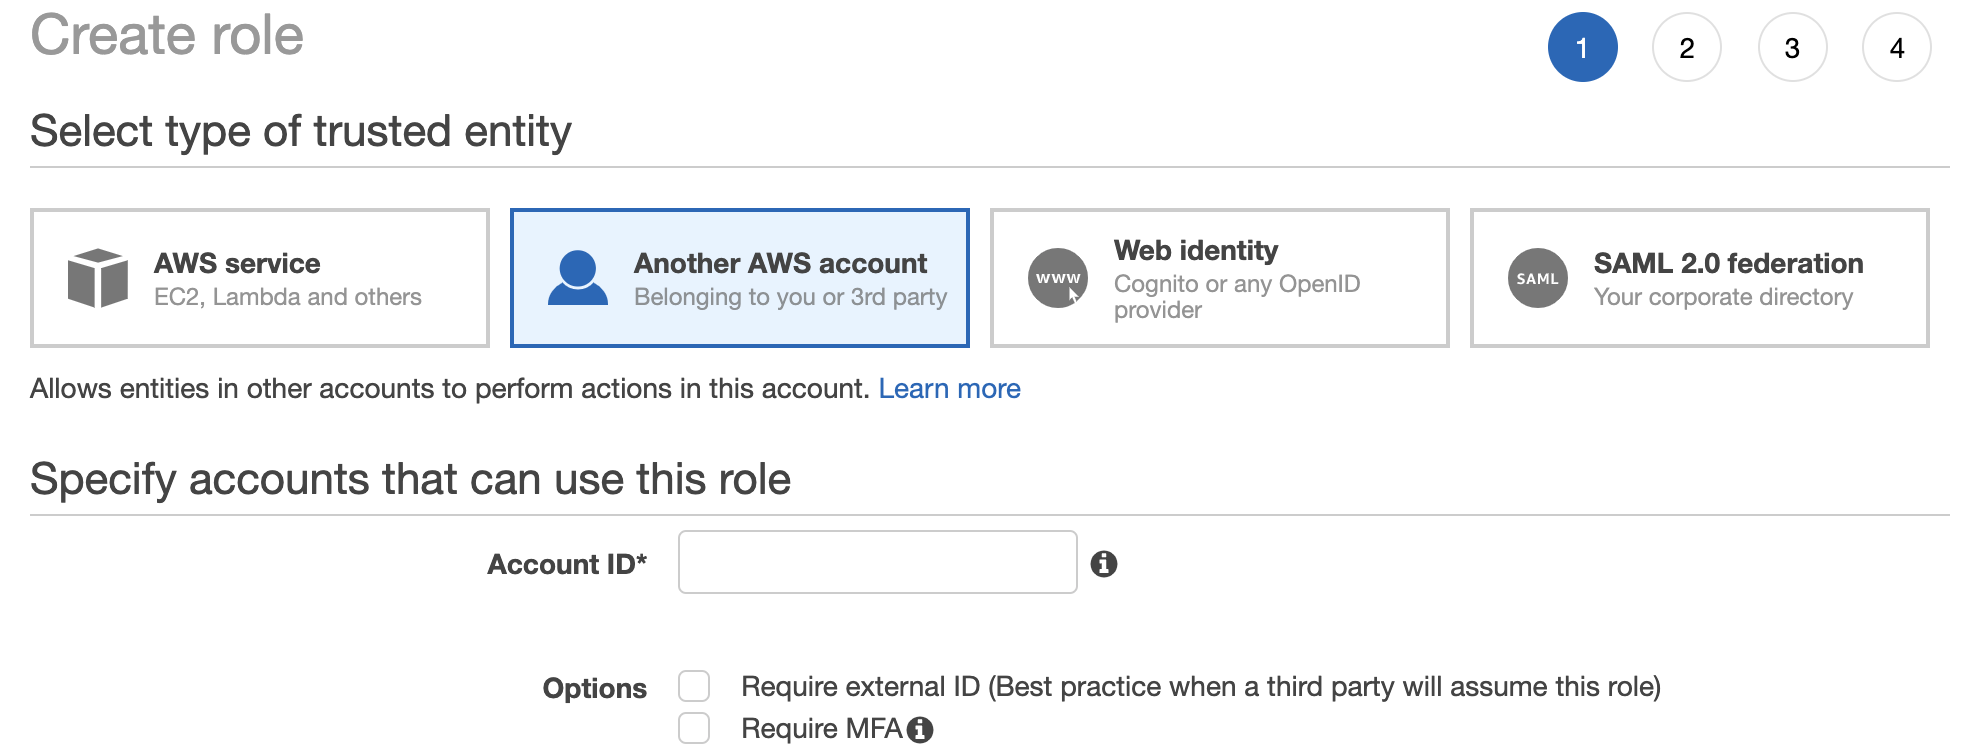 Create role
1 2 3 4
Select type of trusted entity
AWS service
EC2, Lambda and others
Another AWS account
Belonging to you or 3rd party
www
Web identity
Cognito or any OpenID
provider
SAML
SAML 2.0 federation
Your corporate directory
Allows entities in other accounts to perform actions in this account. Learn more
Specify accounts that can use this role
Account ID*
Options
Require external ID (Best practice when a third party will assume this role)
Require MFA